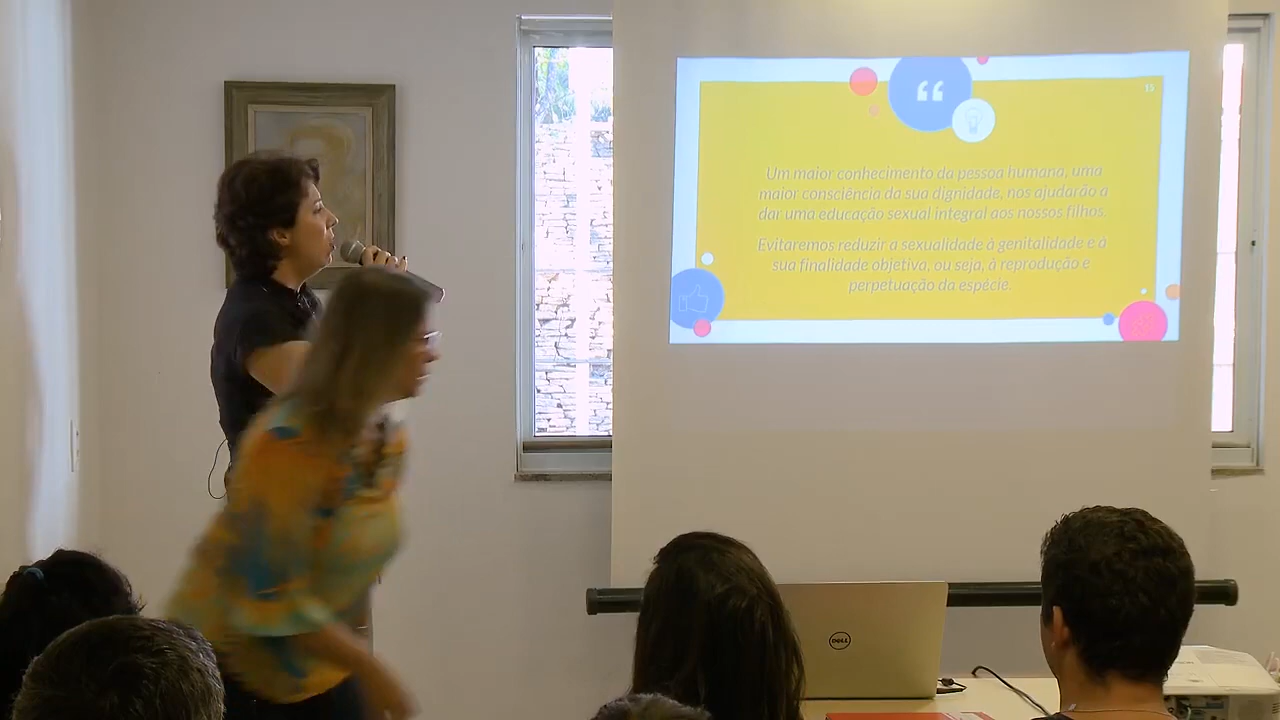 15
Um maior conhecimento da pessoa humana, uma
maior consciência da sua dignidade, nos ajudarão a
dar uma educação sexual integral aos nossos filhos.
Evitaremos reduzir a sexualidade à genitalidade e à
sua finalidade objetiva, ou seja, à reprodução e
perpetuação da espécie.
DELL